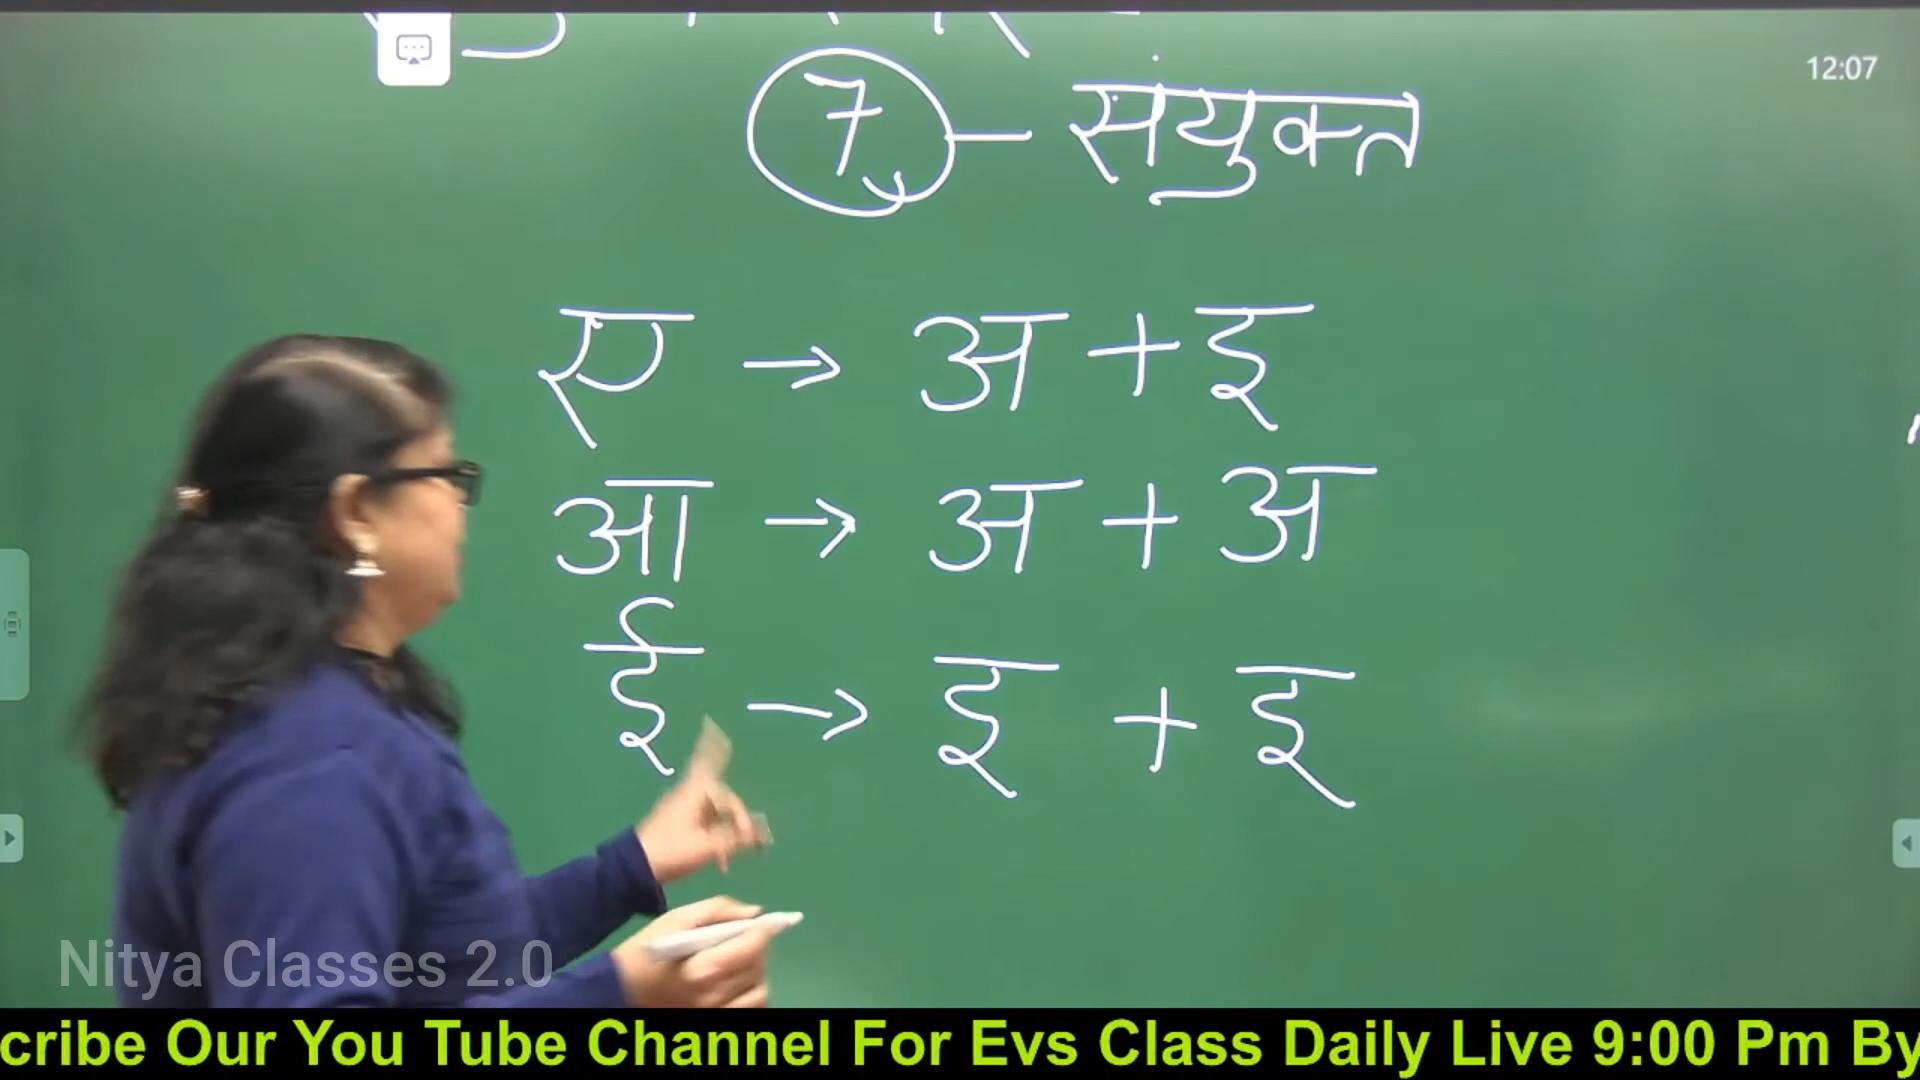 12:07
7 — संयुक्त
ए → अ + इ
आ → अ + अ
ई → इ + इ
Nitya Classes 2.0
cribe Our You Tube Channel For Evs Class Daily Live 9:00 Pm By